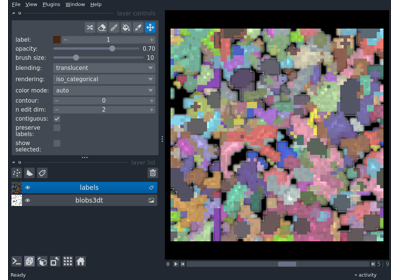 File View Plugins Window Help
layer controls
label: 1
opacity: 0.70
brush size: 10
blending: translucent
rendering: iso_categorical
color mode: auto
contour: 0
n edit dim: 2
contiguous:
preserve
labels:
show
selected:
layer list
labels
blobs3dt
Ready
activity